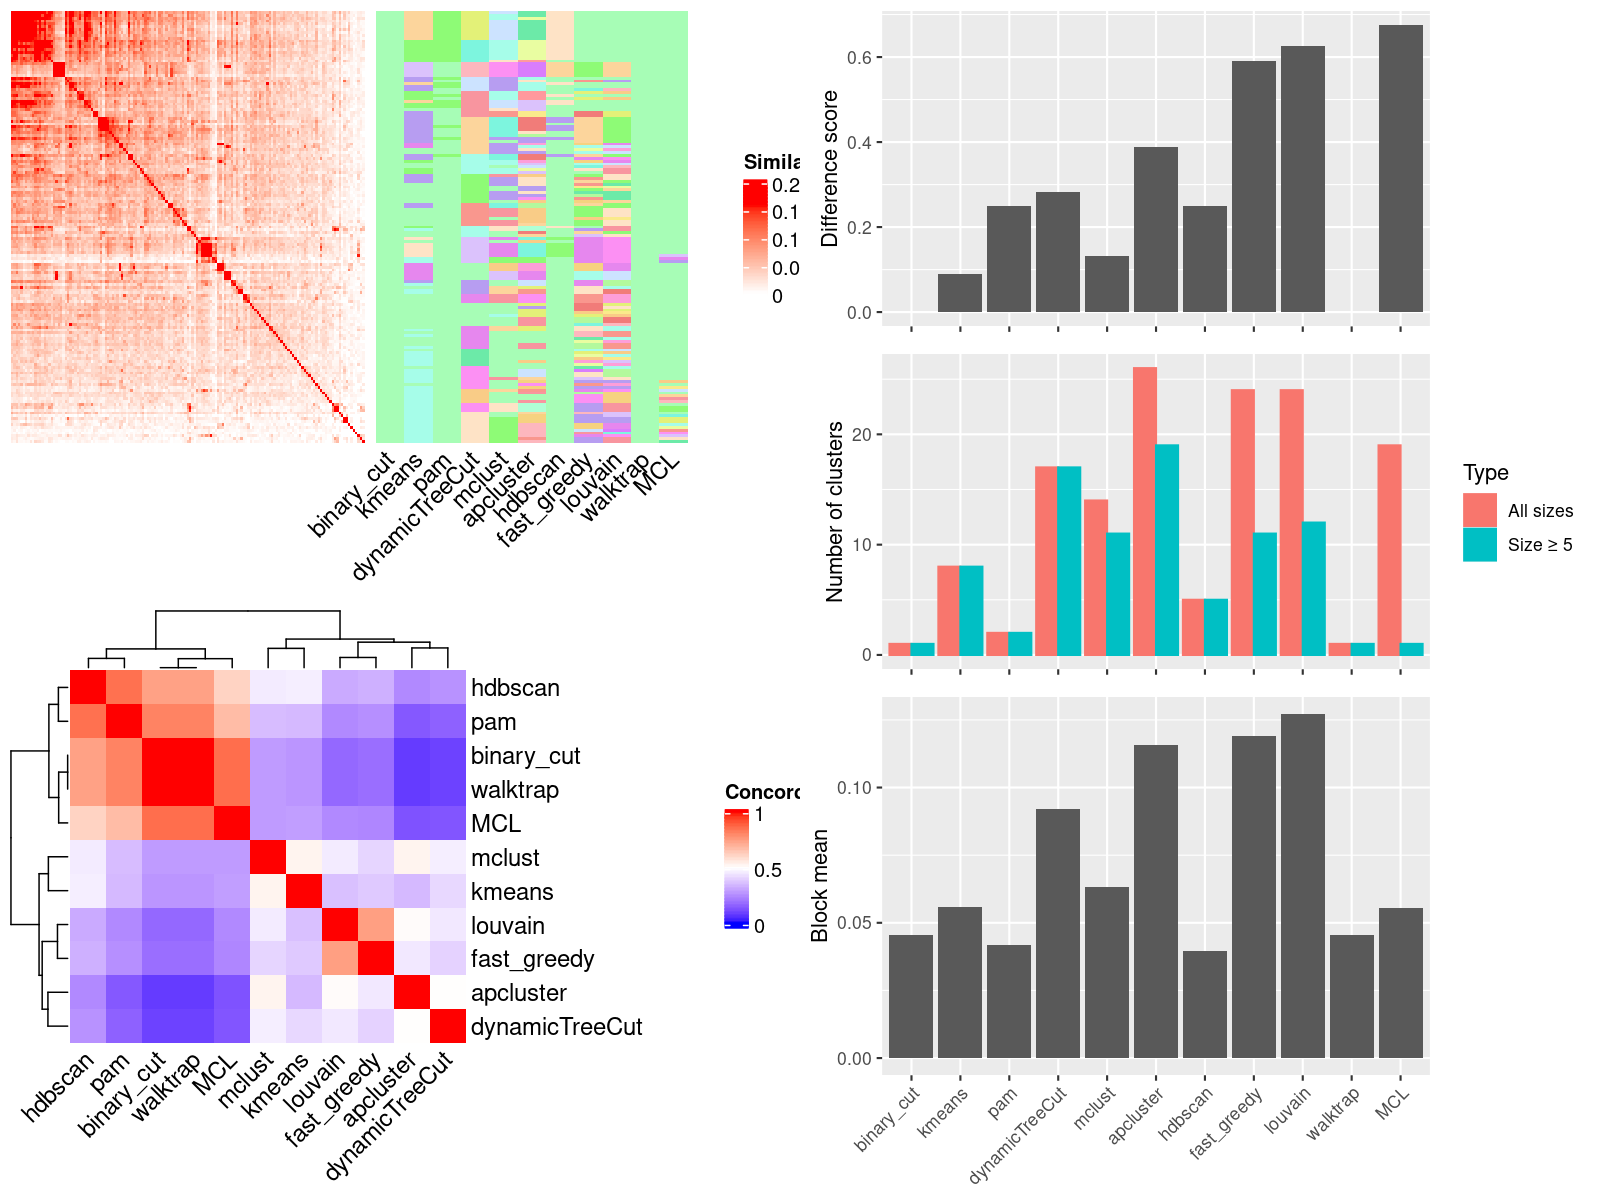 Simila
0.2
0.1
0.1
0.0
0
binary_cut
kmeans
pam
dynamicTreeCut
mclust
apcluster
hdbscan
fast_greedy
louvain
walktrap
MCL
hdbscan
pam
binary_cut
walktrap
MCL
mclust
kmeans
louvain
fast_greedy
apcluster
dynamicTreeCut
hdbscan
pam
binary_cut
walktrap
MCL
mclust
kmeans
louvain
fast_greedy
apcluster
dynamicTreeCut
Concord
1
0.5
0
Difference score
0.6
0.4
0.2
0.0
Number of clusters
20
10
0
Type
All sizes
Size ≥ 5
Block mean
0.10
0.05
0.00
binary_cut
kmeans
pam
dynamicTreeCut
mclust
apcluster
hdbscan
fast_greedy
louvain
walktrap
MCL